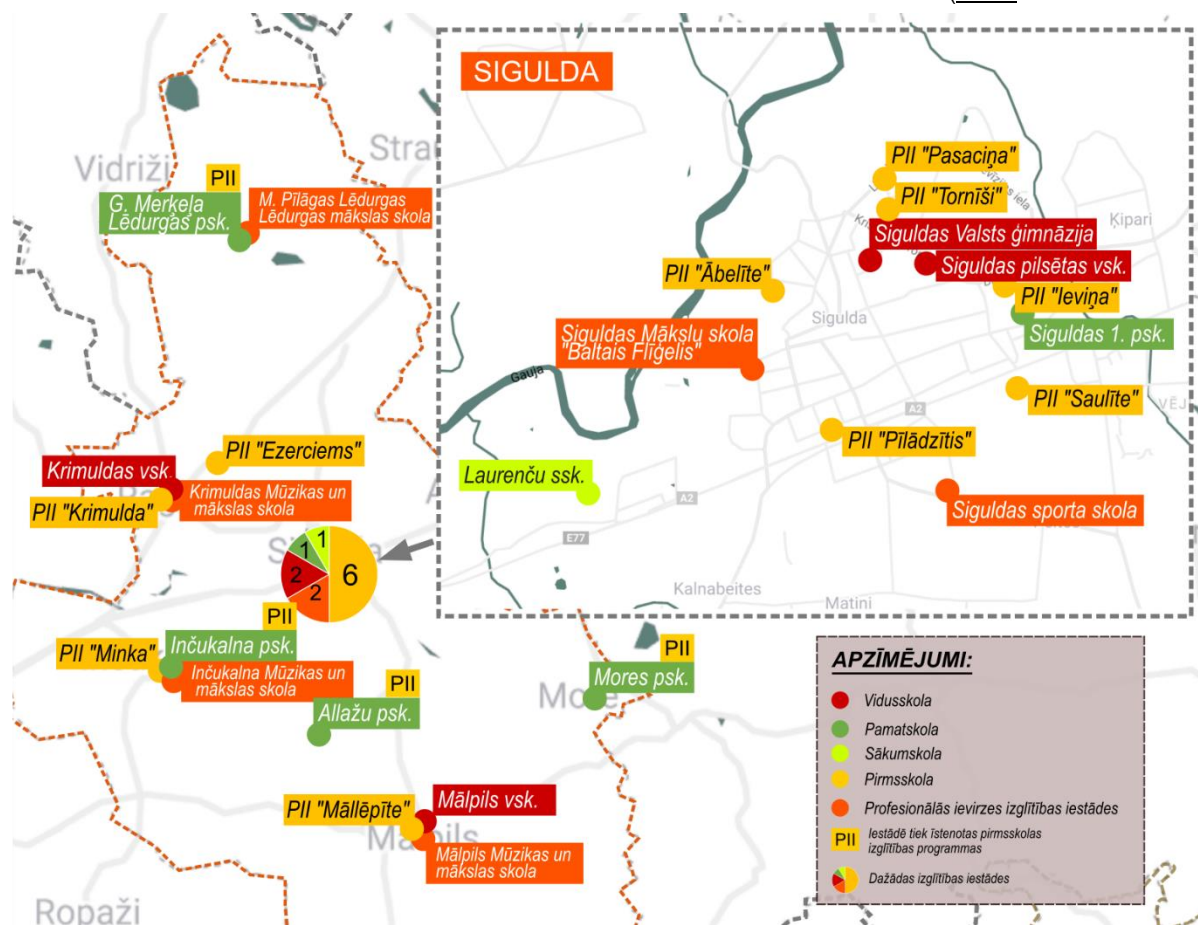 SIGULDA
Vidriži
PII
G. Merķeļa
Lēdurgas psk.
M. Pīlāgas Lēdurgas
Lēdurgas mākslas skola
PII "Pasaciņa"
PII "Tornīši"
Siguldas Valsts ģimnāzija
Siguldas pilsētas vsk.
Ķipari
PII "Ābelīte"
PII "Ieviņa"
Sigulda
Siguldas 1. psk.
Siguldas Mākslu skola
"Baltais Flīģelis"
Gauja
PII "Saulīte"
A2
PII "Pīlādzītis"
Laurenču ssk.
A2
Siguldas sporta skola
E77
Kalnabeites
Matiņi
PII "Ezerciems"
Krimuldas vsk.
PII "Krimulda"
Krimuldas Mūzikas un
mākslas skola
1
1
2
6
2
PII
Inčukalna psk.
PII "Minka"
Inčukalna Mūzikas un
mākslas skola
PII
Allažu psk.
PII
Mores psk.
PII "Māllēpīte"
Mālpils vsk.
Mālpils Mūzikas un
mākslas skola
Ropaži
APZĪMĒJUMI:
Vidusskola
Pamatskola
Sākumskola
Pirmsskola
Profesionālās ievirzes izglītības iestādes
PII
Iestādē tiek īstenotas pirmsskolas
izglītības programmas
Dažādas izglītības iestādes